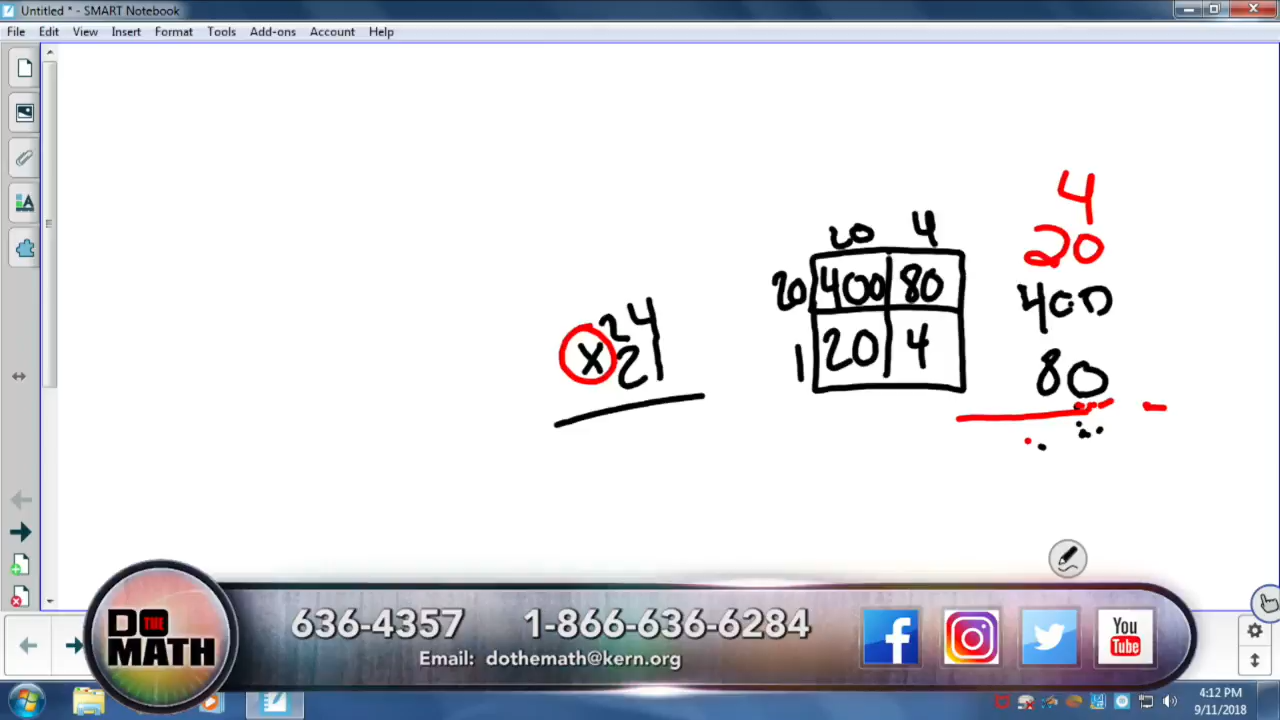 Untitled * - SMART Notebook
File Edit View Insert Format Tools Add-ons Account Help
4
20
400
80
20 4
20 400 80
1 20 4
24
x 21
DO THE MATH
636-4357 1-866-636-6284
Email: dothemath@kern.org
f
You Tube
4:12 PM
9/11/2018